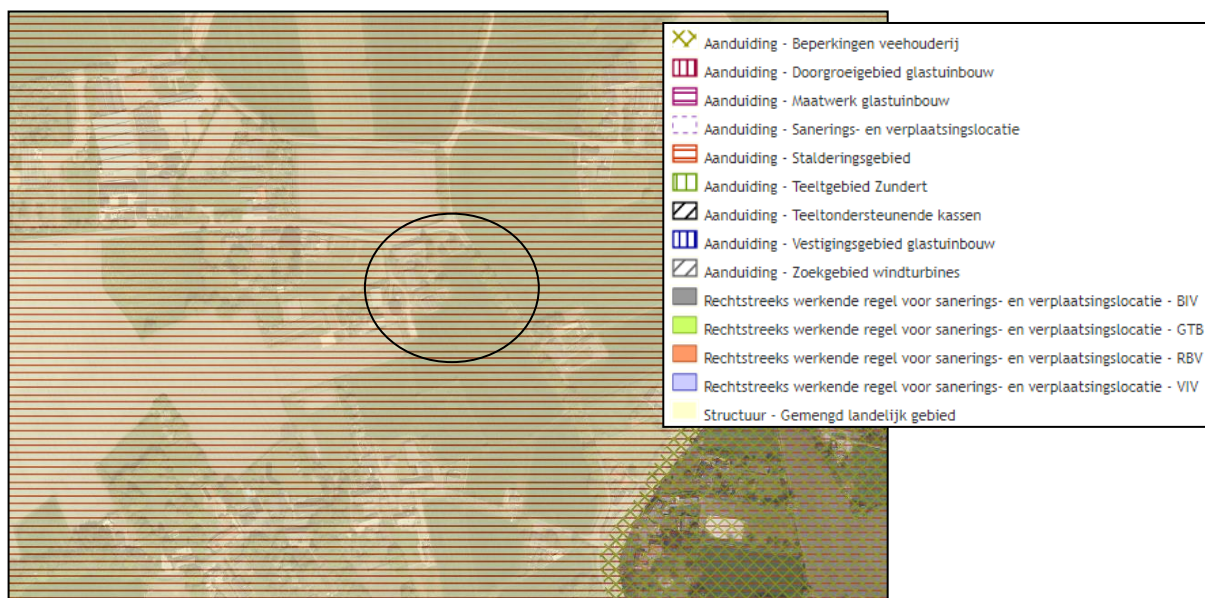 Aanduiding - Beperkingen veehouderij
Aanduiding - Doorgroeigebied glastuinbouw
Aanduiding - Maatwerk glastuinbouw
Aanduiding - Sanerings- en verplaatsingslocatie
Aanduiding - Stalderingsgebied
Aanduiding - Teeltgebied Zundert
Aanduiding - Teeltondersteunende kassen
Aanduiding - Vestigingsgebied glastuinbouw
Aanduiding - Zoekgebied windturbines
Rechtstreeks werkende regel voor sanerings- en verplaatsingslocatie - BIV
Rechtstreeks werkende regel voor sanerings- en verplaatsingslocatie - GTB
Rechtstreeks werkende regel voor sanerings- en verplaatsingslocatie - RBV
Rechtstreeks werkende regel voor sanerings- en verplaatsingslocatie - VIV
Structuur - Gemengd landelijk gebied